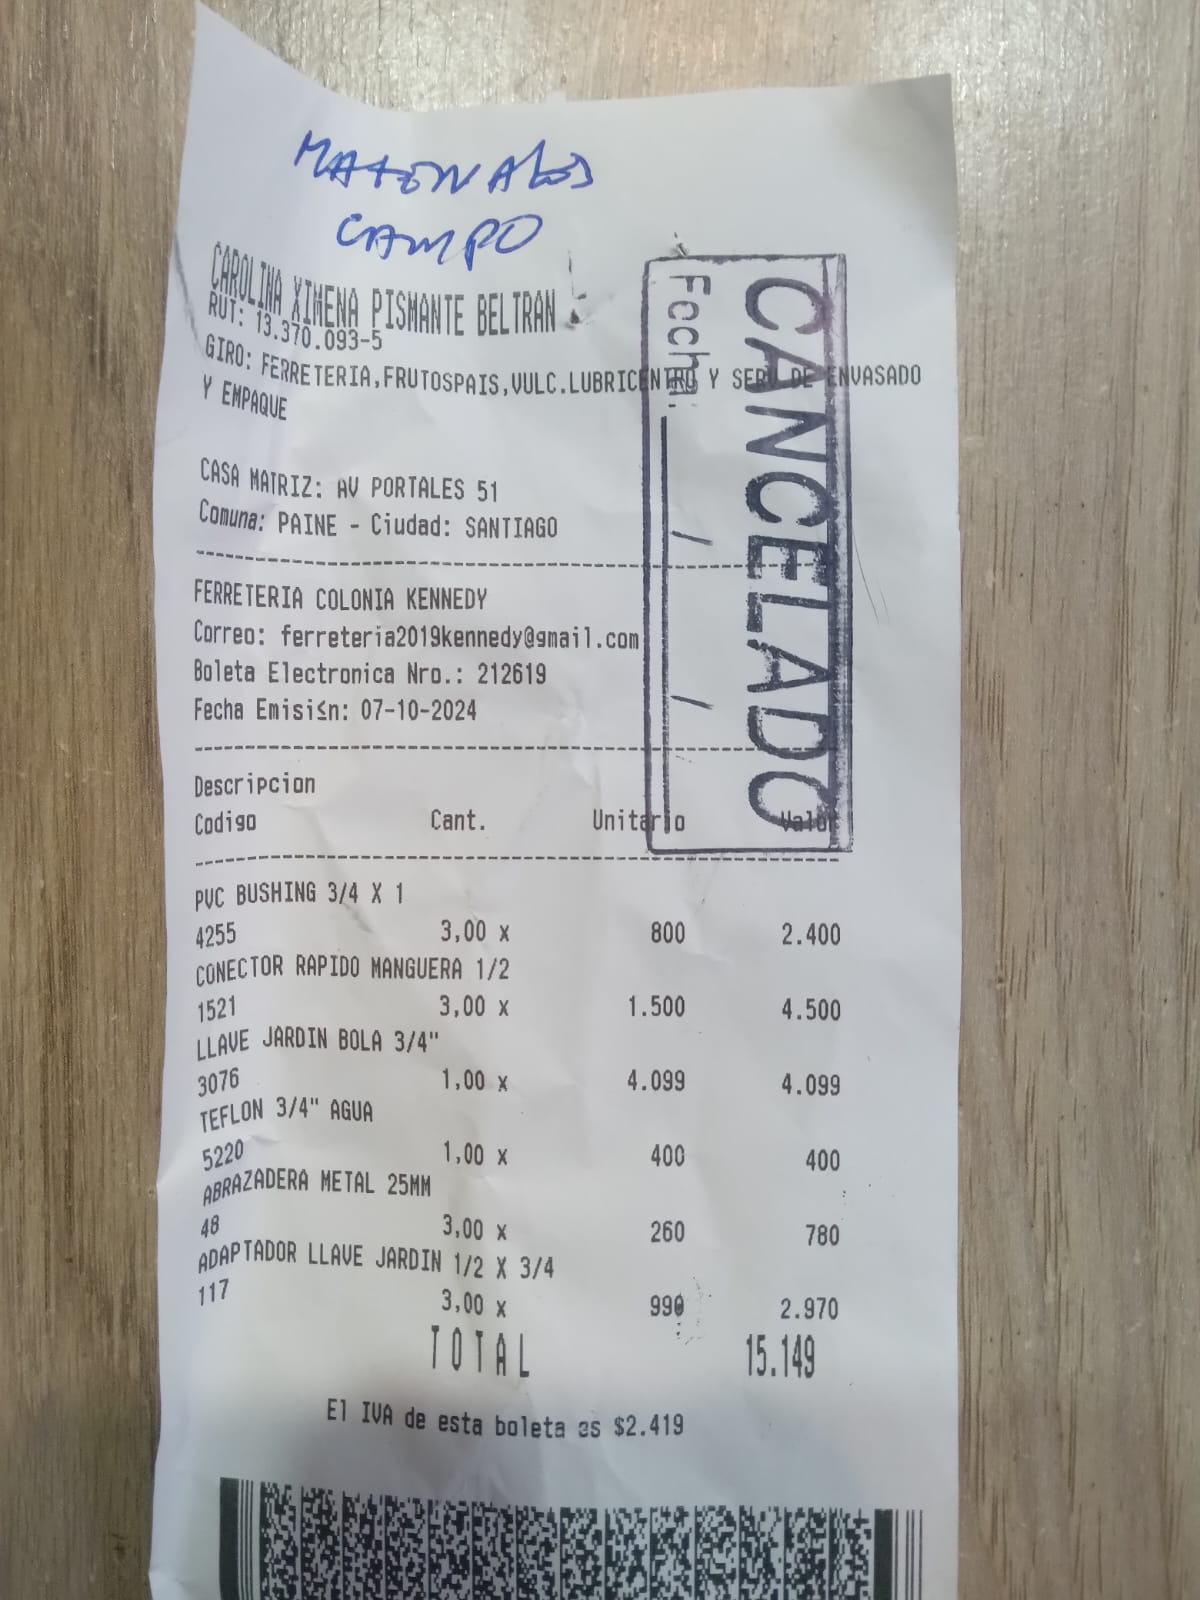 MATERIALES
CAMPO
CAROLINA XIMENA PISMANTE BELTRAN
RUT: 13.370.093-5
GIRO: FERRETERIA,FRUTOSPAIS,VULC.LUBRICENTRO Y SERV DE ENVASADO
Y EMPAQUE
CANCELADO
Fecha: / /
CASA MATRIZ: AV PORTALES 51
Comuna: PAINE - Ciudad: SANTIAGO
FERRETERIA COLONIA KENNEDY
Correo: ferreteria2019kennedy@gmail.com
Boleta Electronica Nro.: 212619
Fecha Emisi≤n: 07-10-2024
Descripcion
Codigo Cant. Unitario Valor
PVC BUSHING 3/4 X 1
4255 3,00 x 800 2.400
CONECTOR RAPIDO MANGUERA 1/2
1521 3,00 x 1.500 4.500
LLAVE JARDIN BOLA 3/4"
3076 1,00 x 4.099 4.099
TEFLON 3/4" AGUA
5220 1,00 x 400 400
ABRAZADERA METAL 25MM
48 3,00 x 260 780
ADAPTADOR LLAVE JARDIN 1/2 X 3/4
117 3,00 x 990 2.970
TOTAL 15.149
El IVA de esta boleta es $2.419